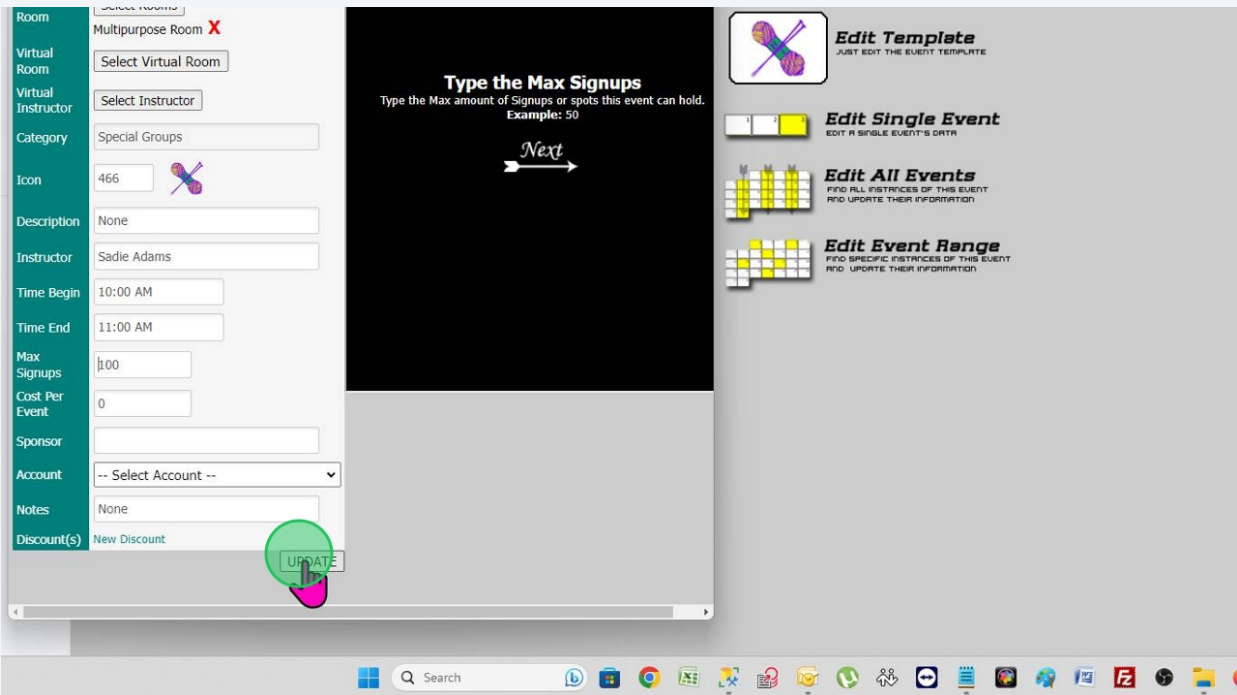 Room
Select Rooms
Multipurpose Room X
Virtual Room
Select Virtual Room
Virtual Instructor
Select Instructor
Category
Special Groups
Icon
466
Description
None
Instructor
Sadie Adams
Time Begin
10:00 AM
Time End
11:00 AM
Max Signups
100
Cost Per Event
0
Sponsor
Account
-- Select Account --
Notes
None
Discount(s)
New Discount
UPDATE
Type the Max Signups
Type the Max amount of Signups or spots this event can hold.
Example: 50
Next
Edit Template
JUST EDIT THE EVENT TEMPLATE
1 2 3
Edit Single Event
EDIT A SINGLE EVENT'S DATA
Edit All Events
FIND ALL INSTANCES OF THIS EVENT
AND UPDATE THEIR INFORMATION
Edit Event Range
FIND SPECIFIC INSTANCES OF THIS EVENT
AND UPDATE THEIR INFORMATION
Search